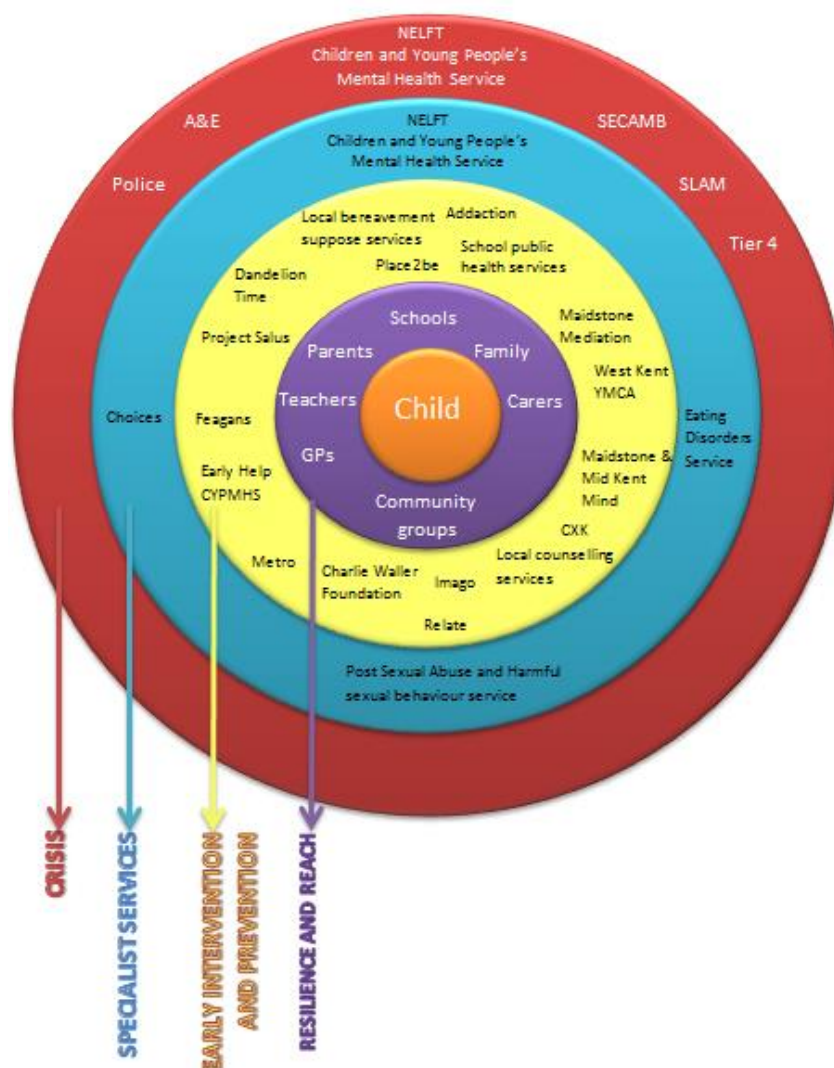 NELFT
Children and Young People's
Mental Health Service
A&E
SECAMB
Police
SLAM
Tier 4
NELFT
Children and Young People's
Mental Health Service
Choices
Eating
Disorders
Service
Post Sexual Abuse and Harmful
sexual behaviour service
Local bereavement
suppose services
Addaction
Place2be
School public
health services
Dandelion
Time
Project Salus
Maidstone
Mediation
West Kent
YMCA
Feagans
Early Help
CYPMHS
Maidstone &
Mid Kent
Mind
CXK
Local counselling
services
Metro
Charlie Waller
Foundation
Imago
Relate
Schools
Parents
Family
Teachers
Carers
GPs
Community
groups
Child
CRISIS
SPECIALIST SERVICES
EARLY INTERVENTION
AND PREVENTION
RESILIENCE AND REACH